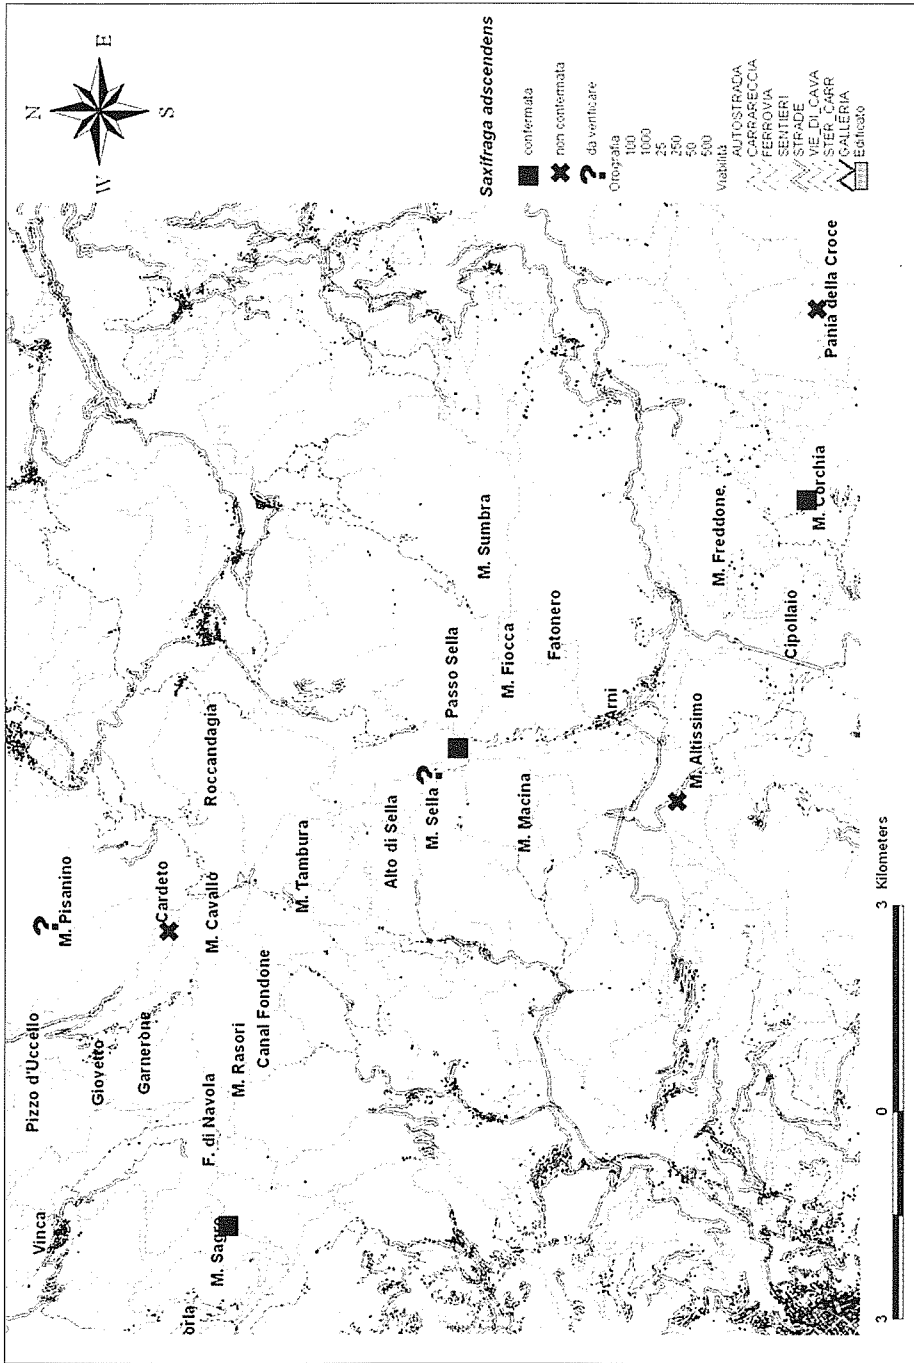 N
E
S
W
Saxifraga adscendens
confermata
non confermata
da verificare
Orografia
100
1000
25
250
50
500
Viabilità
AUTOSTRADA
CARRARECCIA
FERROVIA
SENTIERI
STRADE
VIE_DI_CAVA
STER_CARR
GALLERIA
Edificato
Vinca
Pizzo d'Uccello
M. Pisanino
Giovetto
Garnerone
Cardeto
orla
M. Sagro
F. di Navola
M. Rasori
M. Cavallo
Roccandagia
Canal Fondone
M. Tambura
Alto di Sella
M. Sella
Passo Sella
M. Sumbra
M. Macina
M. Fiocca
Fatonero
Arni
M. Altissimo
M. Freddone
Cipollaio
M. Corchia
Pania della Croce
3
0
3 Kilometers